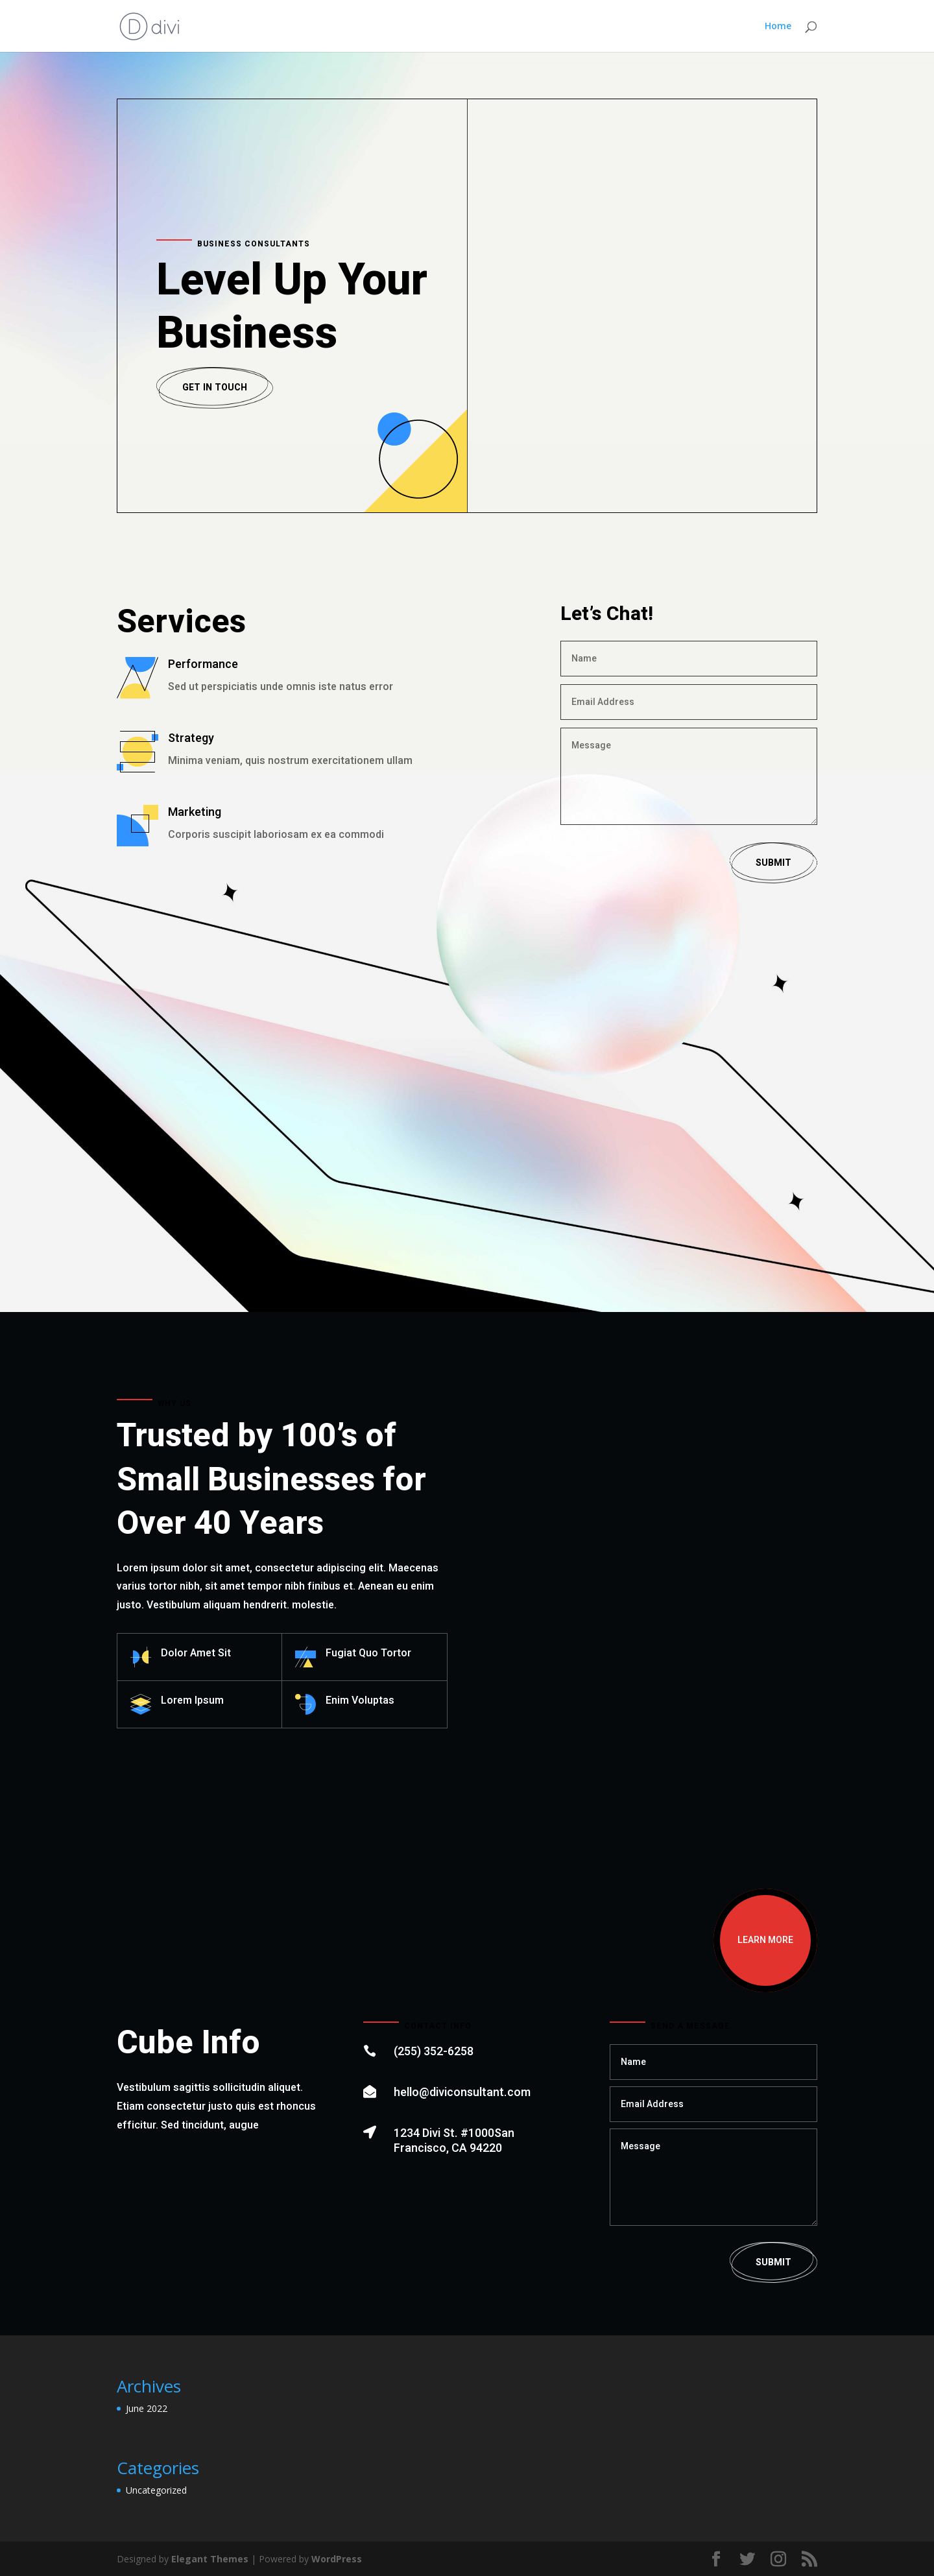 D divi
Home
BUSINESS CONSULTANTS
Level Up Your
Business
GET IN TOUCH
Services
Performance
Sed ut perspiciatis unde omnis iste natus error
Strategy
Minima veniam, quis nostrum exercitationem ullam
Marketing
Corporis suscipit laboriosam ex ea commodi
Let’s Chat!
Name
Email Address
Message
SUBMIT
Trusted by 100’s of
Small Businesses for
Over 40 Years
Lorem ipsum dolor sit amet, consectetur adipiscing elit. Maecenas
varius tortor nibh, sit amet tempor nibh finibus et. Aenean eu enim
justo. Vestibulum aliquam hendrerit. molestie.
Dolor Amet Sit
Fugiat Quo Tortor
Lorem Ipsum
Enim Voluptas
LEARN MORE
Cube Info
Vestibulum sagittis sollicitudin aliquet.
Etiam consectetur justo quis est rhoncus
efficitur. Sed tincidunt, augue
(255) 352-6258
hello@diviconsultant.com
1234 Divi St. #1000San
Francisco, CA 94220
Name
Email Address
Message
SUBMIT
Archives
June 2022
Categories
Uncategorized
Designed by Elegant Themes | Powered by WordPress